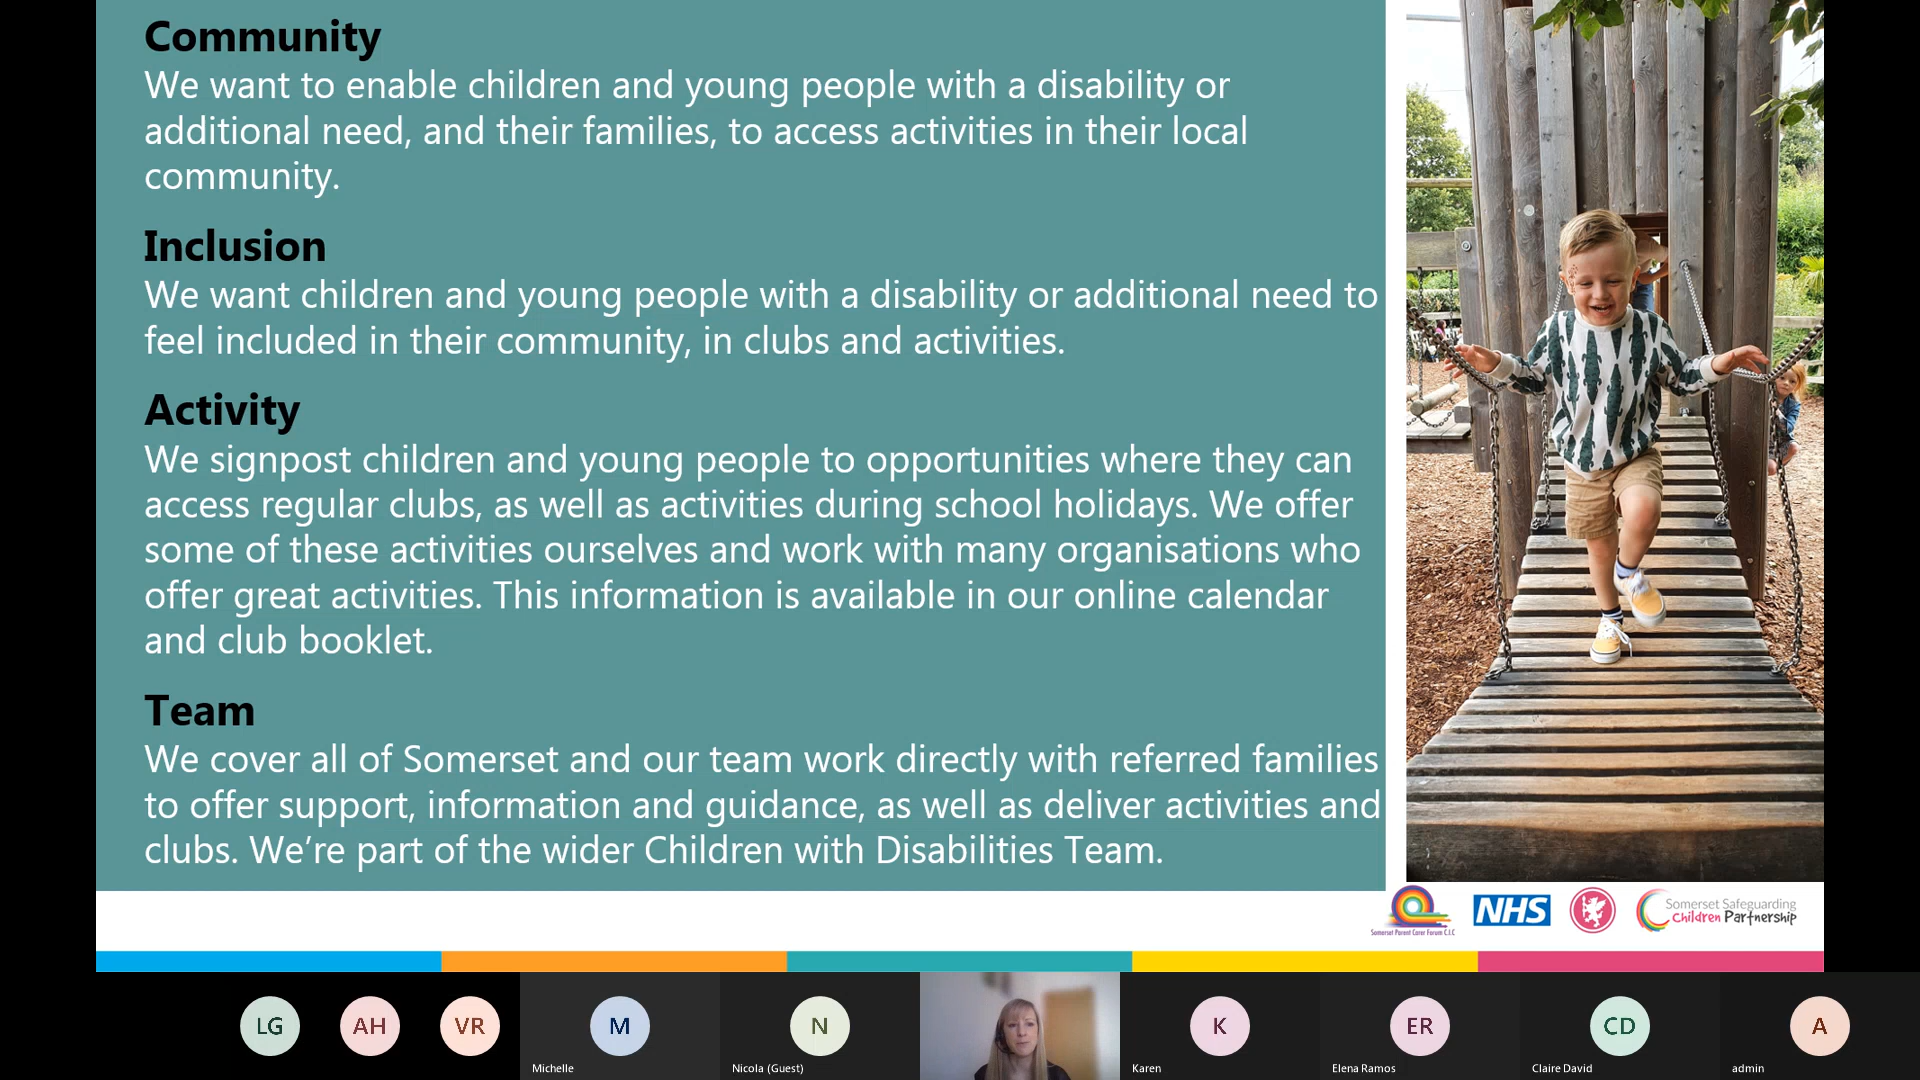 Community
We want to enable children and young people with a disability or
additional need, and their families, to access activities in their local
community.
Inclusion
We want children and young people with a disability or additional need to
feel included in their community, in clubs and activities.
Activity
We signpost children and young people to opportunities where they can
access regular clubs, as well as activities during school holidays. We offer
some of these activities ourselves and work with many organisations who
offer great activities. This information is available in our online calendar
and club booklet.
Team
We cover all of Somerset and our team work directly with referred families
to offer support, information and guidance, as well as deliver activities and
clubs. We’re part of the wider Children with Disabilities Team.
Somerset Parent Carer Forum C.I.C
NHS
Somerset Safeguarding
Children Partnership
LG
AH
VR
M
N
K
ER
CD
A
Michelle
Nicola (Guest)
Karen
Elena Ramos
Claire David
admin